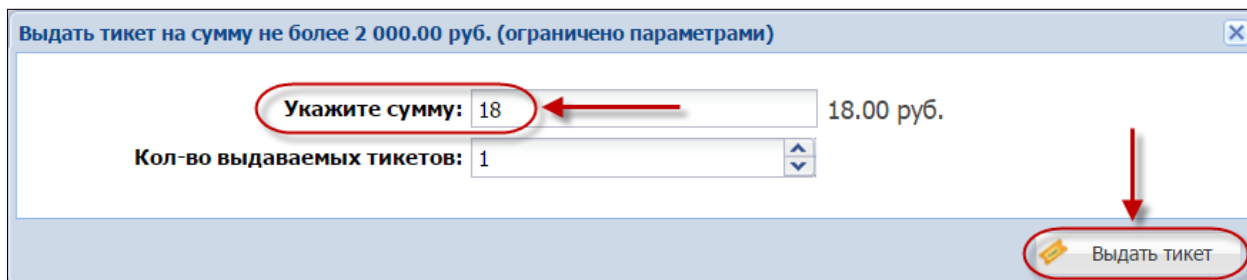 Выдать тикет на сумму не более 2 000.00 руб. (ограничено параметрами)
Укажите сумму: 18 18.00 руб.
Кол-во выдаваемых тикетов: 1
Выдать тикет